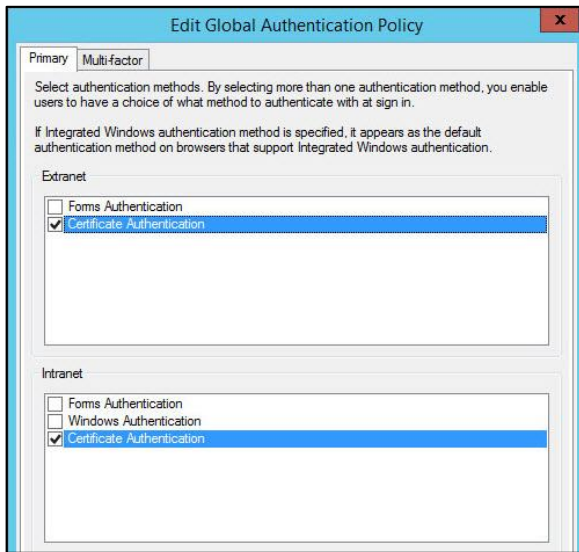 Edit Global Authentication Policy
x
Primary
Multi-factor
Select authentication methods. By selecting more than one authentication method, you enable
users to have a choice of what method to authenticate with at sign in.
If Integrated Windows authentication method is specified, it appears as the default
authentication method on browsers that support Integrated Windows authentication.
Extranet
Forms Authentication
Certificate Authentication
Intranet
Forms Authentication
Windows Authentication
Certificate Authentication